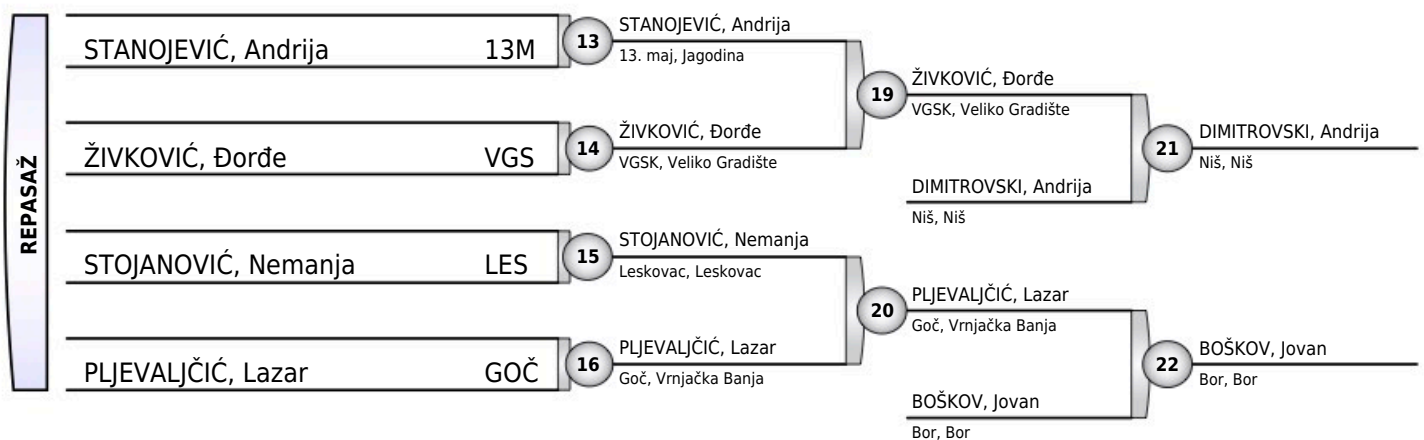 REPASAŽ
STANOJEVIĆ, Andrija 13M
ŽIVKOVIĆ, Đorđe VGS
STOJANOVIĆ, Nemanja LES
PLJEVALJČIĆ, Lazar GOČ
13
STANOJEVIĆ, Andrija
13. maj, Jagodina
14
ŽIVKOVIĆ, Đorđe
VGSK, Veliko Gradište
15
STOJANOVIĆ, Nemanja
Leskovac, Leskovac
16
PLJEVALJČIĆ, Lazar
Goč, Vrnjačka Banja
19
ŽIVKOVIĆ, Đorđe
VGSK, Veliko Gradište
DIMITROVSKI, Andrija
Niš, Niš
20
PLJEVALJČIĆ, Lazar
Goč, Vrnjačka Banja
BOŠKOV, Jovan
Bor, Bor
21
DIMITROVSKI, Andrija
Niš, Niš
22
BOŠKOV, Jovan
Bor, Bor